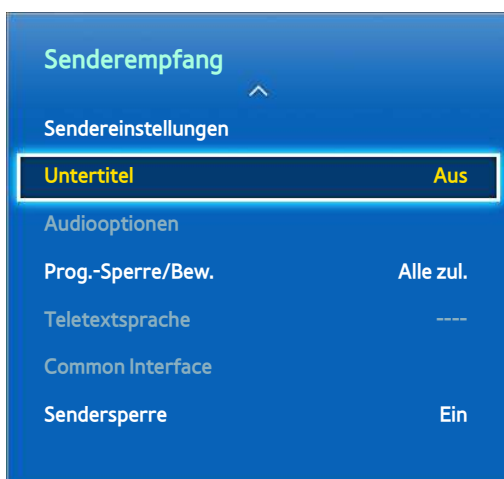 Senderempfang
Sendereinstellungen
Untertitel Aus
Audiooptionen
Prog.-Sperre/Bew. Alle zul.
Teletextsprache ----
Common Interface
Sendersperre Ein